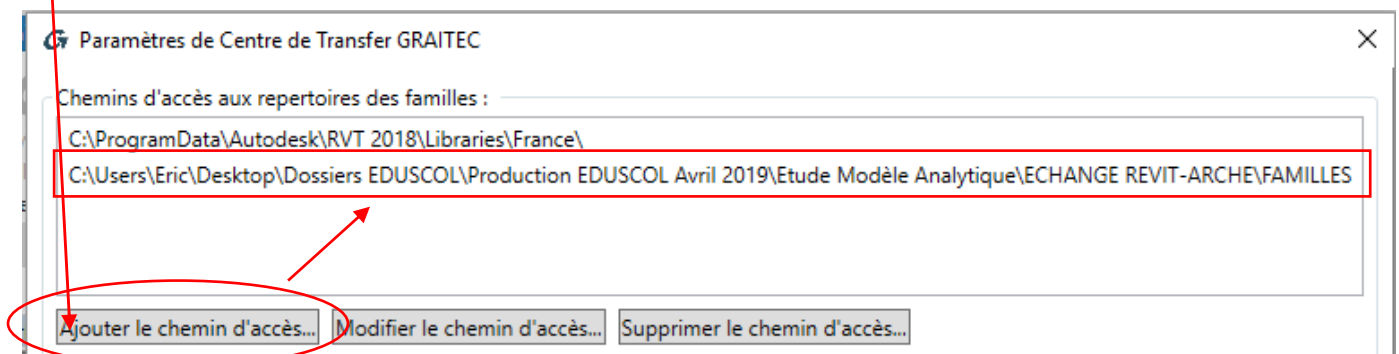 Paramètres de Centre de Transfer GRAITEC
Chemins d'accès aux repertoires des familles :
C:\ProgramData\Autodesk\RVT 2018\Libraries\France\
C:\Users\Eric\Desktop\Dossiers EDUSCOL\Production EDUSCOL Avril 2019\Etude Modèle Analytique\ECHANGE REVIT-ARCHE\FAMILLES
Ajouter le chemin d'accès... Modifier le chemin d'accès... Supprimer le chemin d'accès...